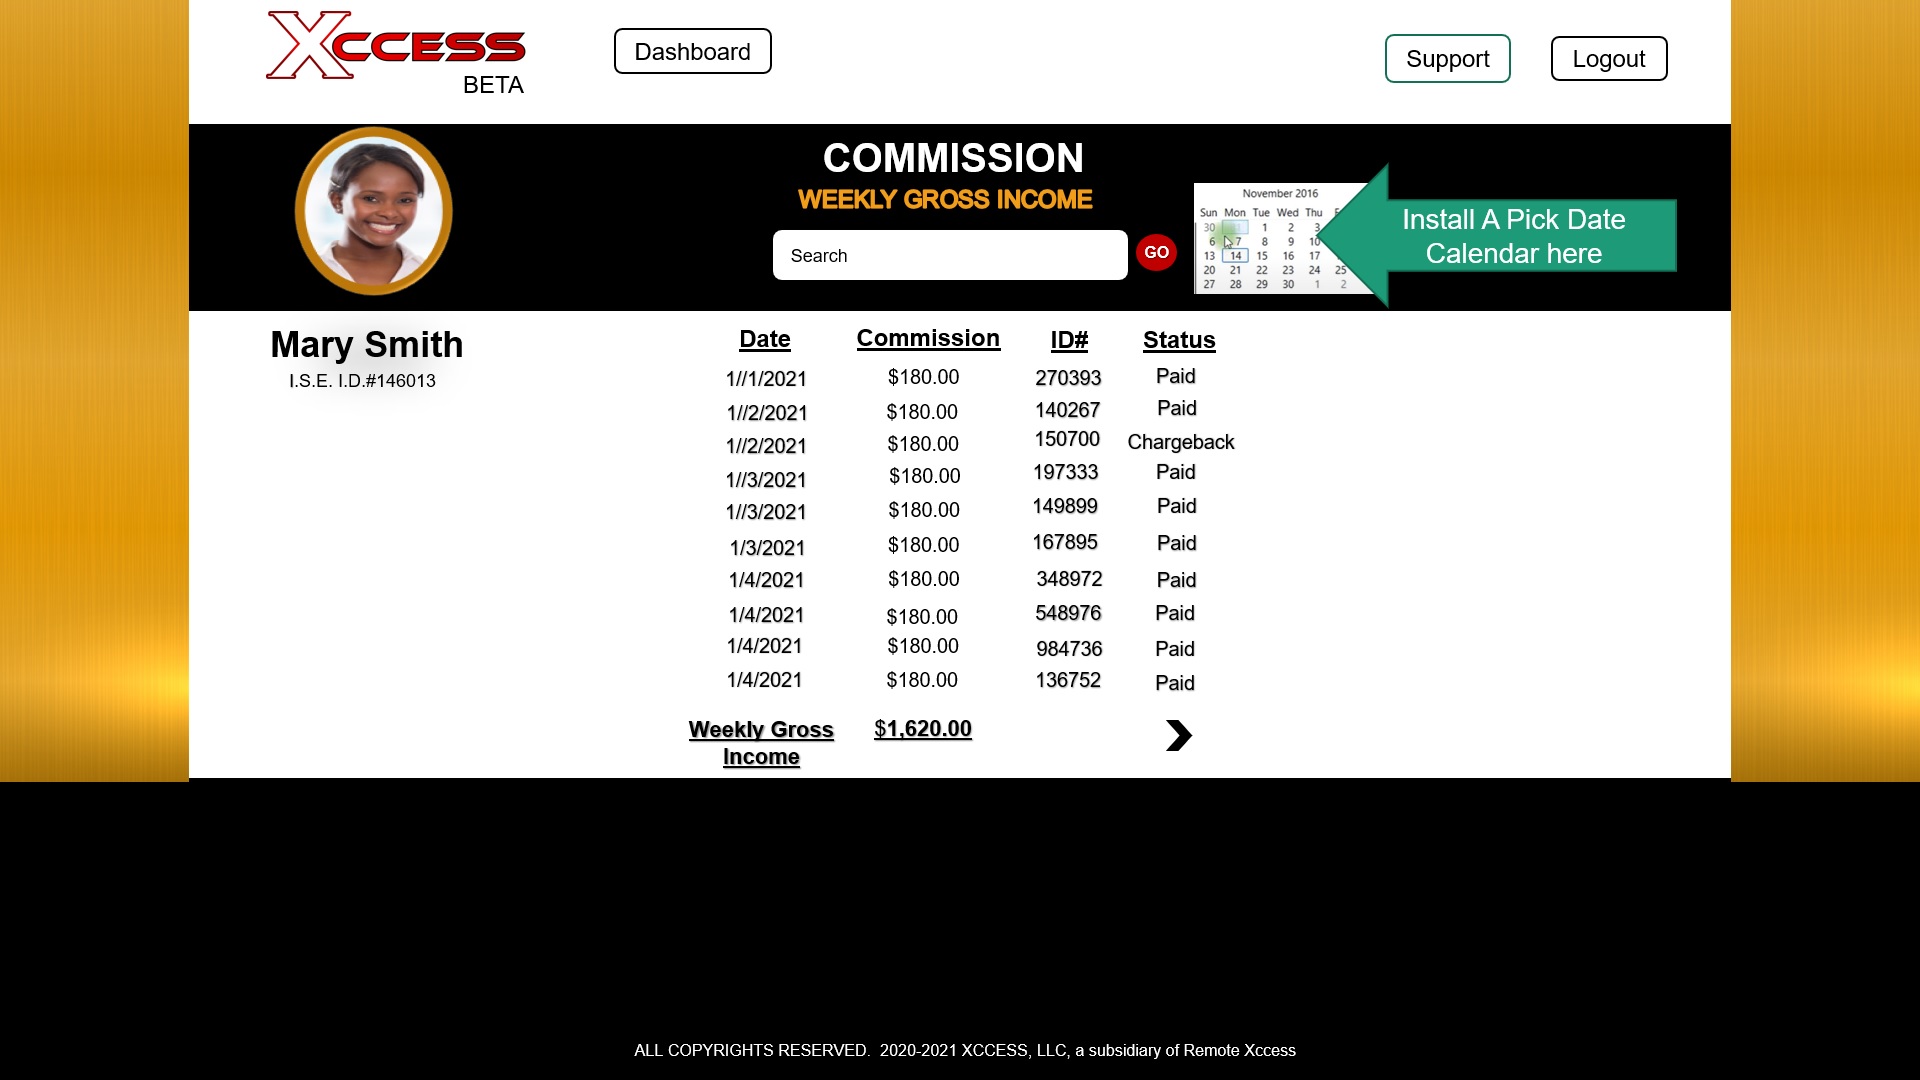 Xccess
BETA
Dashboard
Support
Logout
COMMISSION
WEEKLY GROSS INCOME
Search
GO
November 2016
Sun Mon Tue Wed Thu
30 1 2 3
6 7 8 9 10
13 14 15 16 17
20 21 22 23 24 25
27 28 29 30 1 2
Install A Pick Date
Calendar here
Mary Smith
I.S.E. I.D.#146013
Date Commission ID# Status
1//1/2021 $180.00 270393 Paid
1//2/2021 $180.00 140267 Paid
1//2/2021 $180.00 150700 Chargeback
1//3/2021 $180.00 197333 Paid
1//3/2021 $180.00 149899 Paid
1/3/2021 $180.00 167895 Paid
1/4/2021 $180.00 348972 Paid
1/4/2021 $180.00 548976 Paid
1/4/2021 $180.00 984736 Paid
1/4/2021 $180.00 136752 Paid
Weekly Gross $1,620.00
Income
ALL COPYRIGHTS RESERVED. 2020-2021 XCCESS, LLC, a subsidiary of Remote Xccess